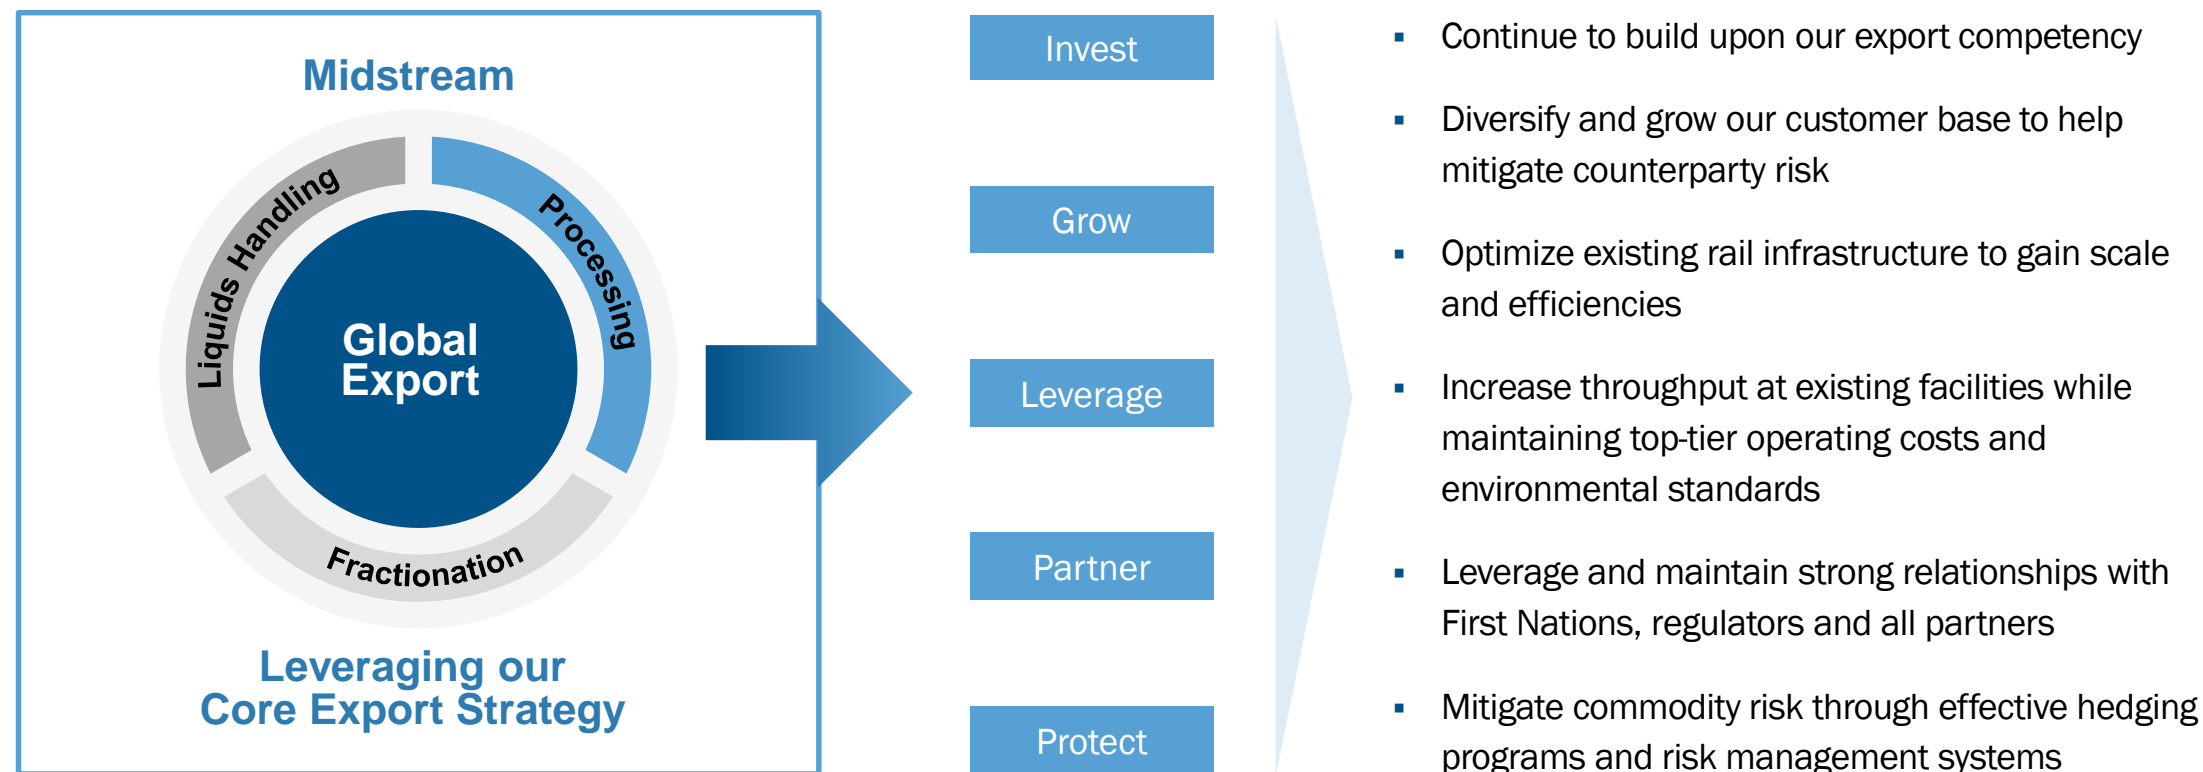 Midstream
Liquids Handling
Processing
Global
Export
Fractionation
Leveraging our
Core Export Strategy
Invest
Grow
Leverage
Partner
Protect
▪ Continue to build upon our export competency
▪ Diversify and grow our customer base to help
mitigate counterparty risk
▪ Optimize existing rail infrastructure to gain scale
and efficiencies
▪ Increase throughput at existing facilities while
maintaining top-tier operating costs and
environmental standards
▪ Leverage and maintain strong relationships with
First Nations, regulators and all partners
▪ Mitigate commodity risk through effective hedging
programs and risk management systems